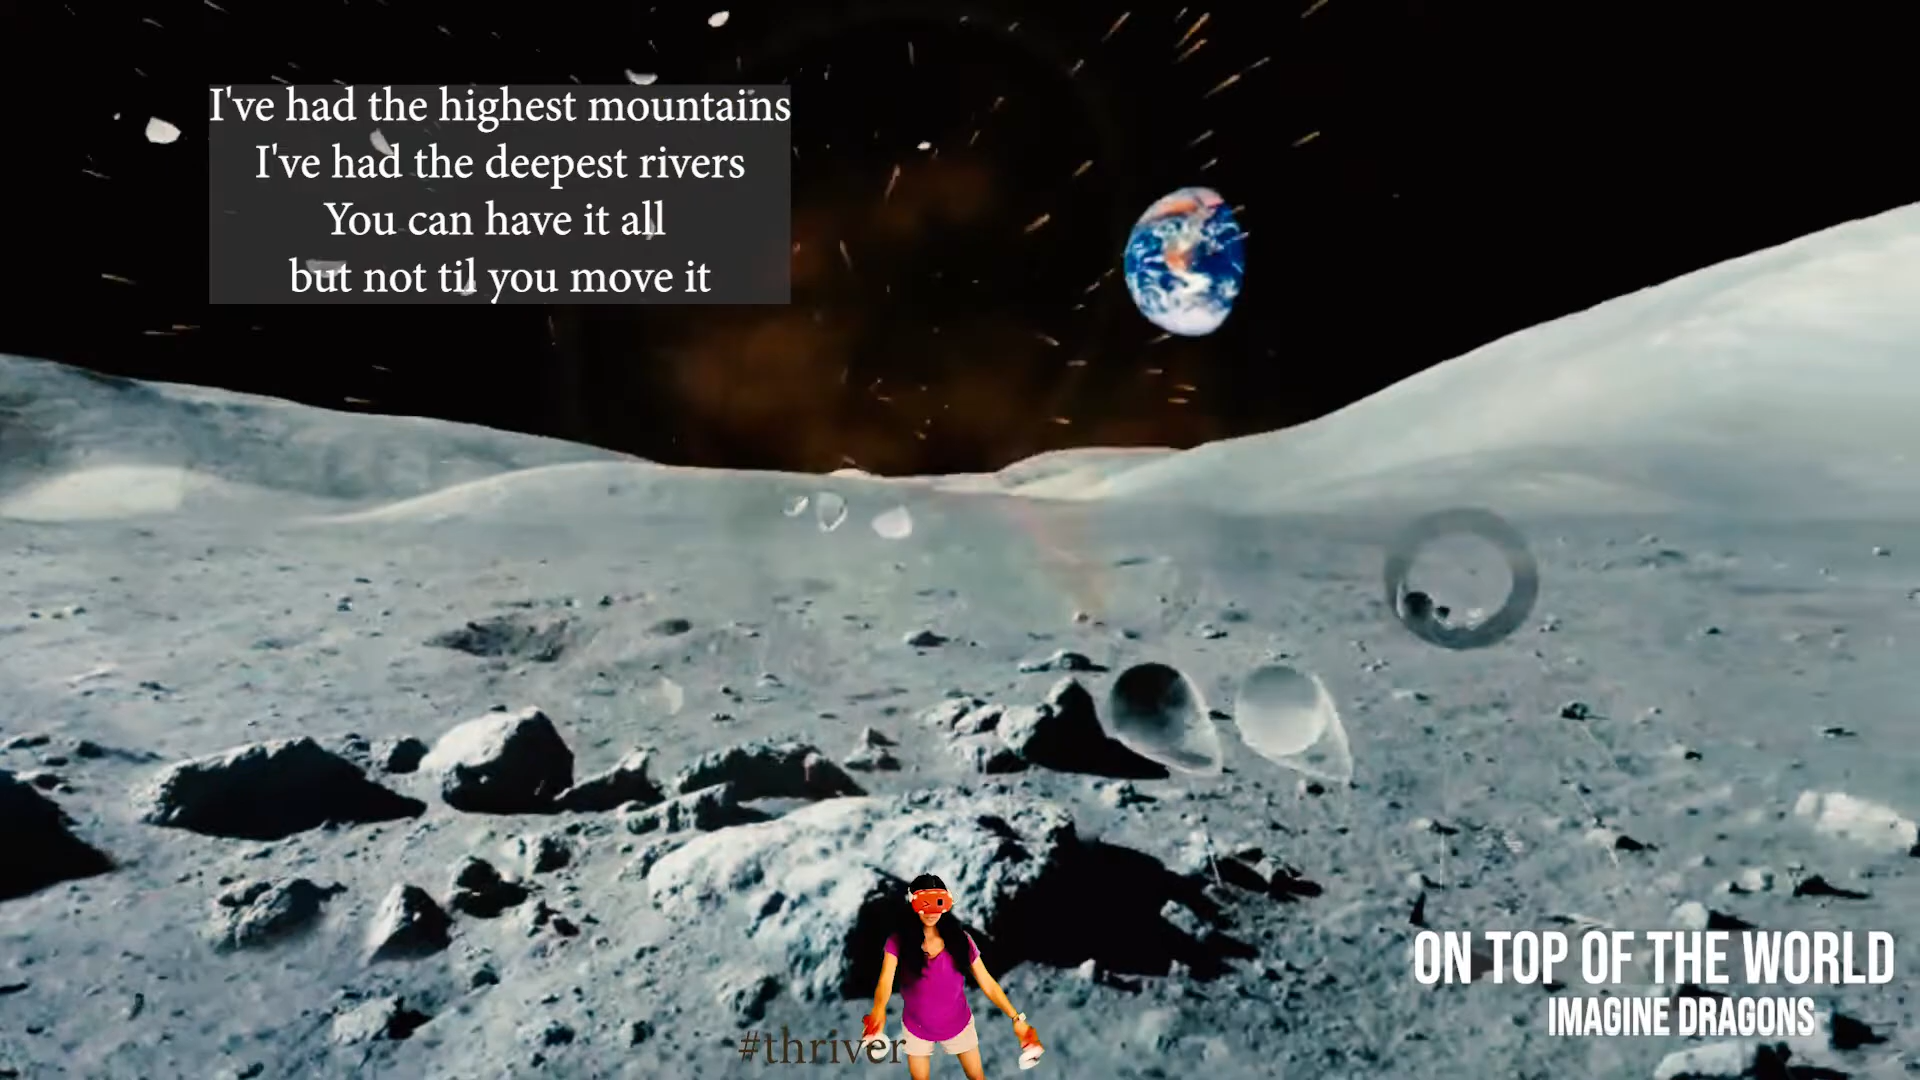 I've had the highest mountains
I've had the deepest rivers
You can have it all
but not til you move it
ON TOP OF THE WORLD
IMAGINE DRAGONS
#thriver